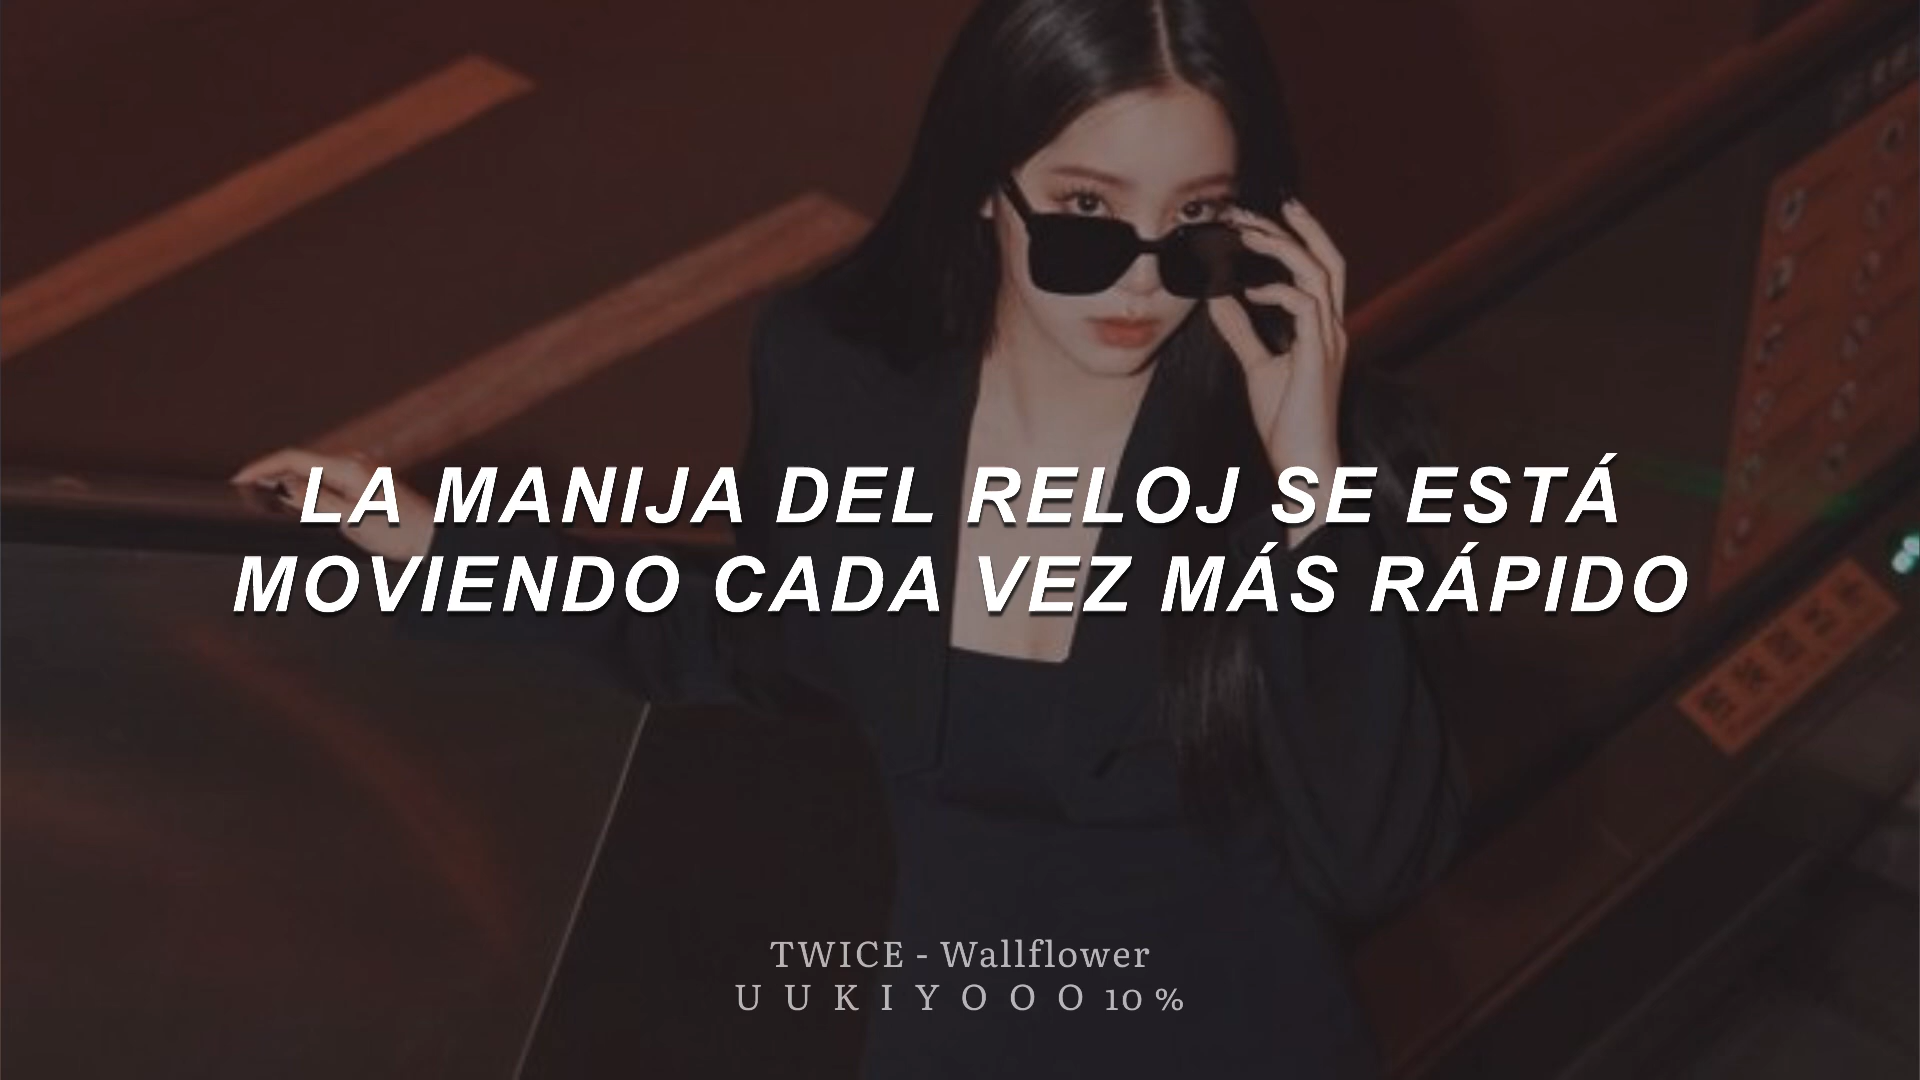 LA MANIJA DEL RELOJ SE ESTÁ
MOVIENDO CADA VEZ MÁS RÁPIDO
TWICE - Wallflower
U U K I Y O O O 10 %